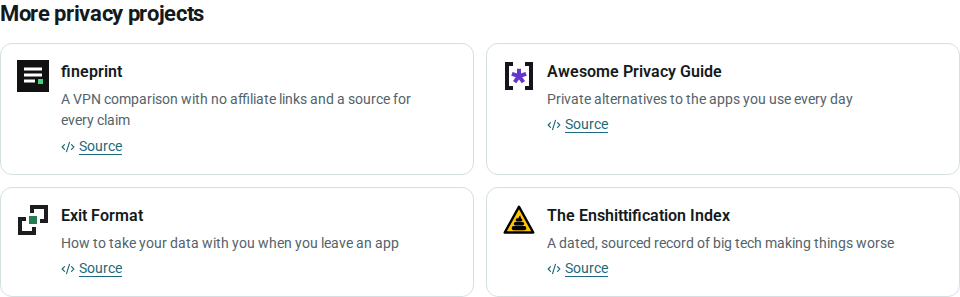 More privacy projects
fineprint
A VPN comparison with no affiliate links and a source for
every claim
Source
Awesome Privacy Guide
Private alternatives to the apps you use every day
Source
Exit Format
How to take your data with you when you leave an app
Source
The Enshittification Index
A dated, sourced record of big tech making things worse
Source